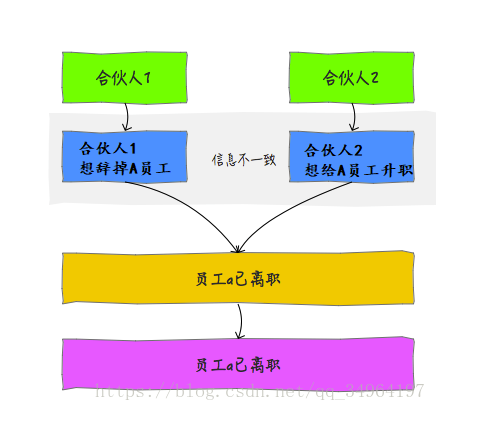 合伙人1
合伙人2
合伙人1
想辞掉A员工
信息不一致
合伙人2
想给A员工升职
员工a已离职
员工a已离职
https://blog.csdn.net/qq_34964197